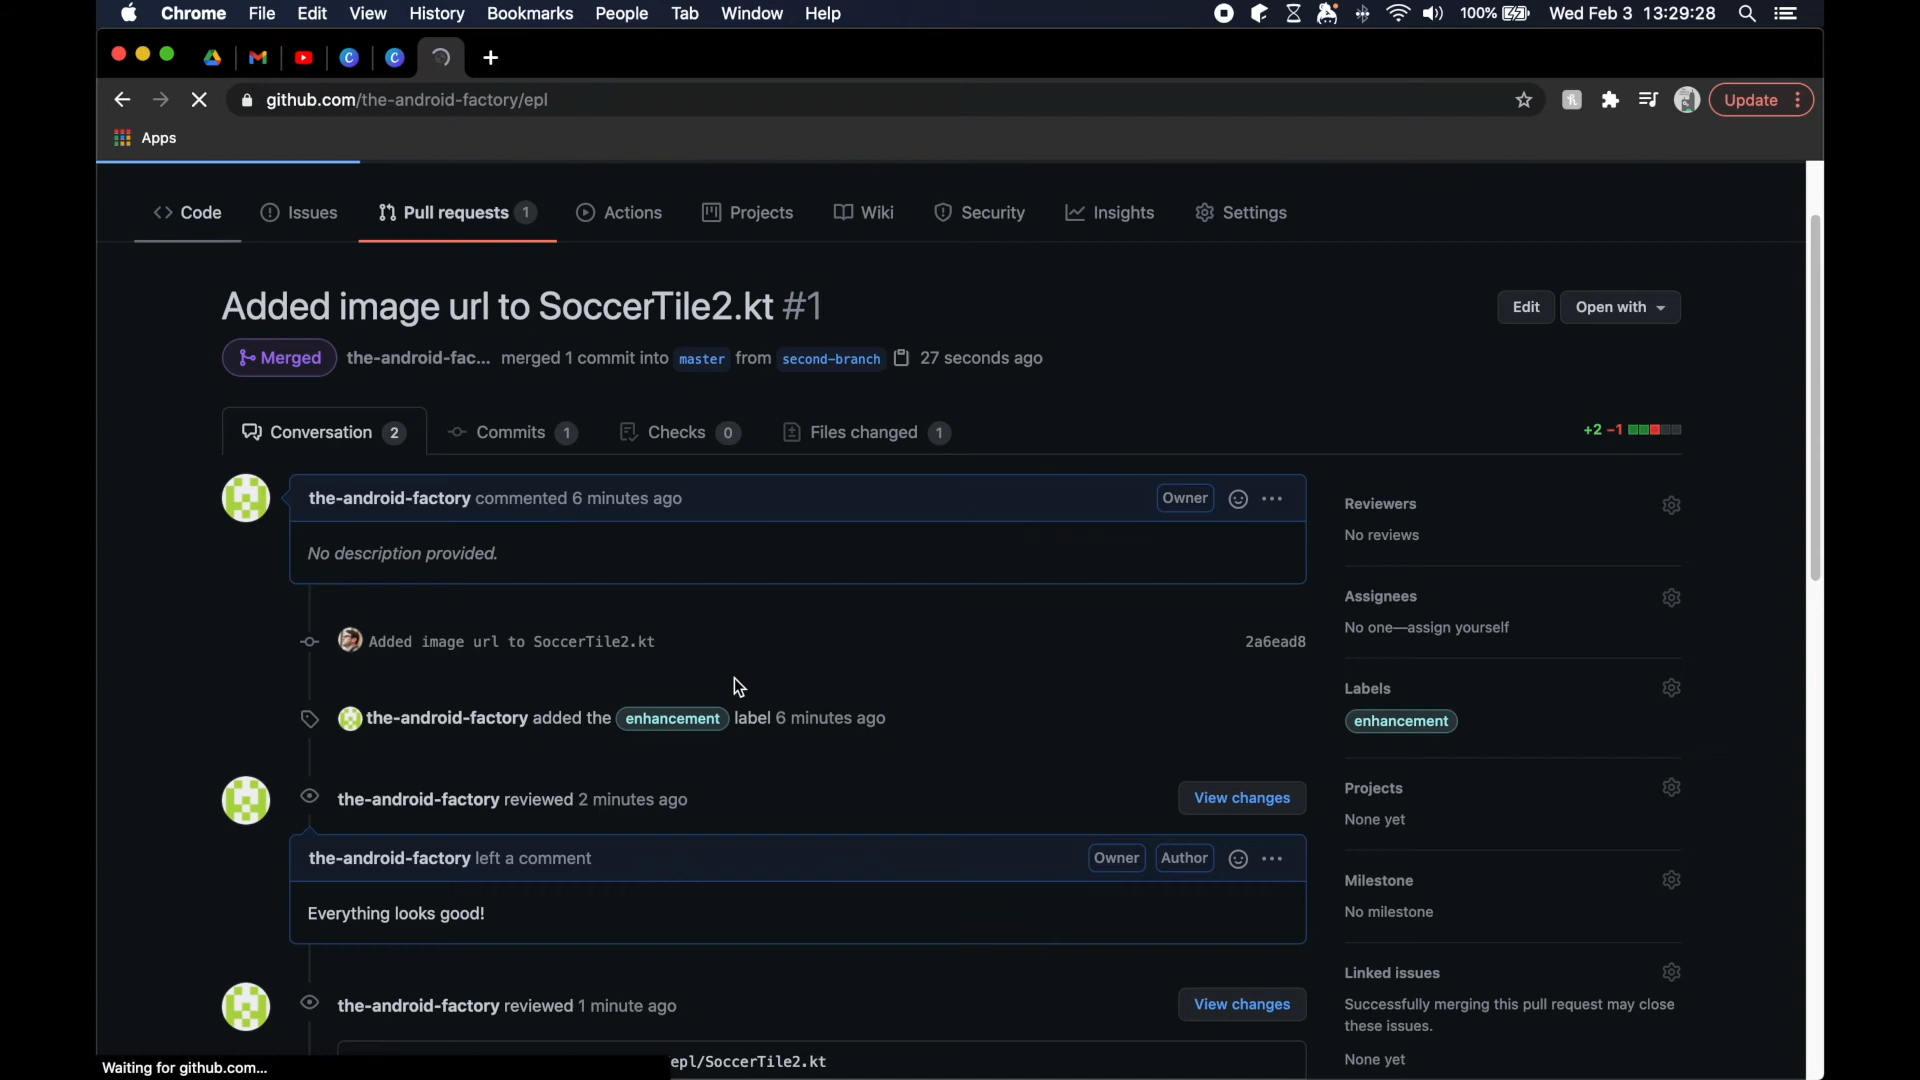 Chrome File Edit View History Bookmarks People Tab Window Help 100% Wed Feb 3 13:29:28
github.com/the-android-factory/epl Update
Apps
Code Issues Pull requests 1 Actions Projects Wiki Security Insights Settings
Added image url to SoccerTile2.kt #1 Edit Open with
Merged the-android-fac... merged 1 commit into master from second-branch 27 seconds ago
Conversation 2 Commits 1 Checks 0 Files changed 1 +2 −1
the-android-factory commented 6 minutes ago Owner
Reviewers
No reviews
No description provided.
Assignees
No one—assign yourself
Added image url to SoccerTile2.kt 2a6ead8
Labels
enhancement
the-android-factory added the enhancement label 6 minutes ago
the-android-factory reviewed 2 minutes ago View changes
Projects
None yet
the-android-factory left a comment Owner Author
Everything looks good!
Milestone
No milestone
the-android-factory reviewed 1 minute ago View changes
Linked issues
Successfully merging this pull request may close
these issues.
None yet
epl/SoccerTile2.kt
Waiting for github.com...